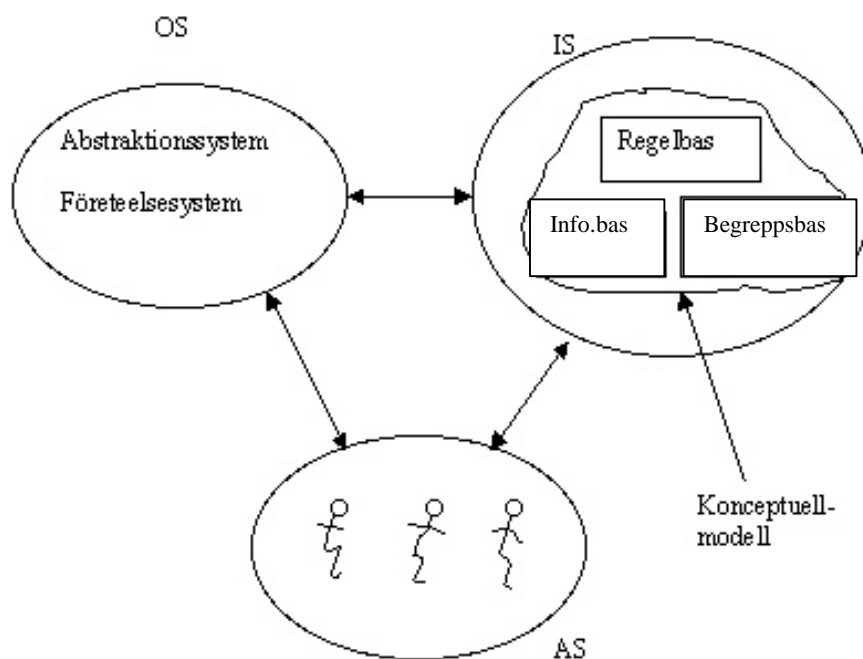 OS
IS
Abstraktionssystem
Företeelsesystem
Regelbas
Info.bas
Begreppsbas
Konceptuell-
modell
AS